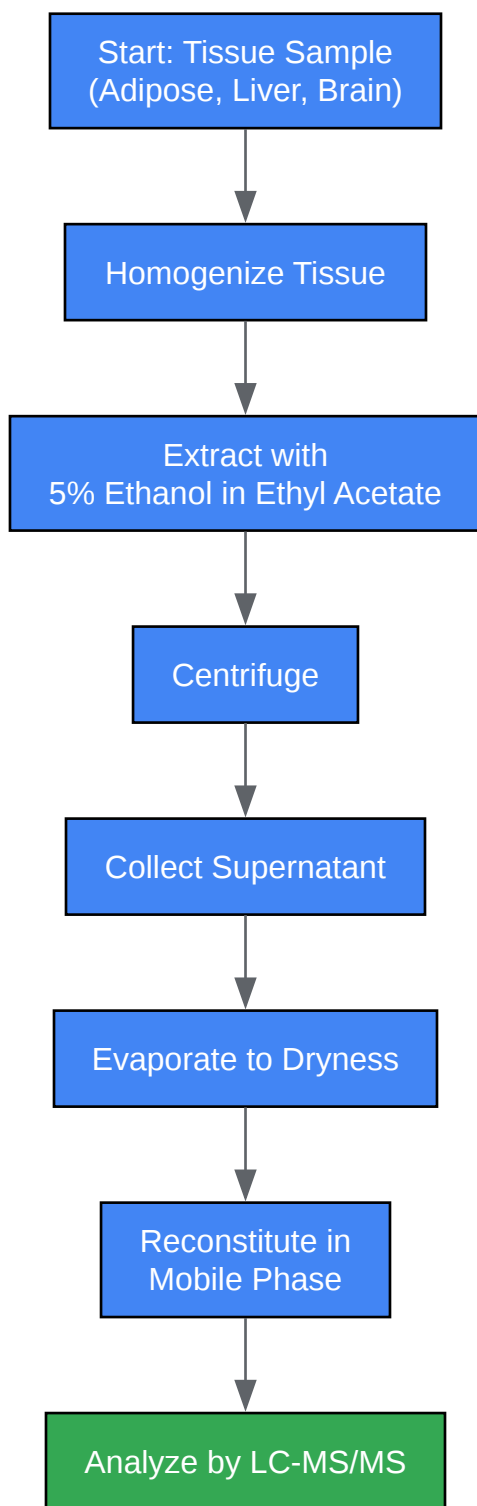 Start: Tissue Sample
(Adipose, Liver, Brain)
Homogenize Tissue
Extract with
5% Ethanol in Ethyl Acetate
Centrifuge
Collect Supernatant
Evaporate to Dryness
Reconstitute in
Mobile Phase
Analyze by LC-MS/MS